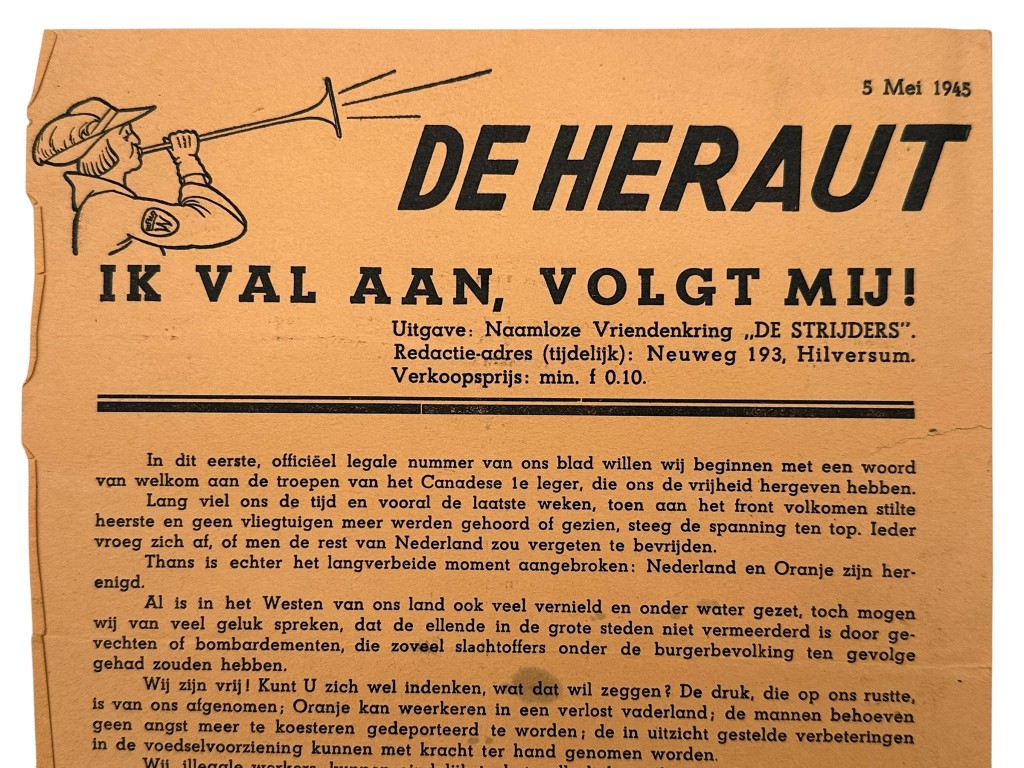 5 Mei 1945
DE HERAUT
IK VAL AAN, VOLGT MIJ!
Uitgave: Naamloze Vriendenkring „DE STRIJDERS”.
Redactie-adres (tijdelijk): Neuweg 193, Hilversum.
Verkoopsprijs: min. f 0.10.
In dit eerste, officiëel legale nummer van ons blad willen wij beginnen met een woord
van welkom aan de troepen van het Canadese 1e leger, die ons de vrijheid hergeven hebben.
Lang viel ons de tijd en vooral de laatste weken, toen aan het front volkomen stilte
heerste en geen vliegtuigen meer werden gehoord of gezien, steeg de spanning ten top. Ieder
vroeg zich af, of men de rest van Nederland zou vergeten te bevrijden.
Thans is echter het langverbeide moment aangebroken: Nederland en Oranje zijn her-
enigd.
Al is in het Westen van ons land ook veel vernield en onder water gezet, toch mogen
wij van veel geluk spreken, dat de ellende in de grote steden niet vermeerderd is door ge-
vechten of bombardementen, die zoveel slachtoffers onder de burgerbevolking ten gevolge
gehad zouden hebben.
Wij zijn vrij! Kunt U zich wel indenken, wat dat wil zeggen? De druk, die op ons rustte,
is van ons afgenomen; Oranje kan weerkeren in een verlost vaderland; de mannen behoeven
geen angst meer te koesteren gedeporteerd te worden; de in uitzicht gestelde verbeteringen
in de voedselvoorziening kunnen met kracht ter hand genomen worden.
Wij, illegale werkers, kunnen